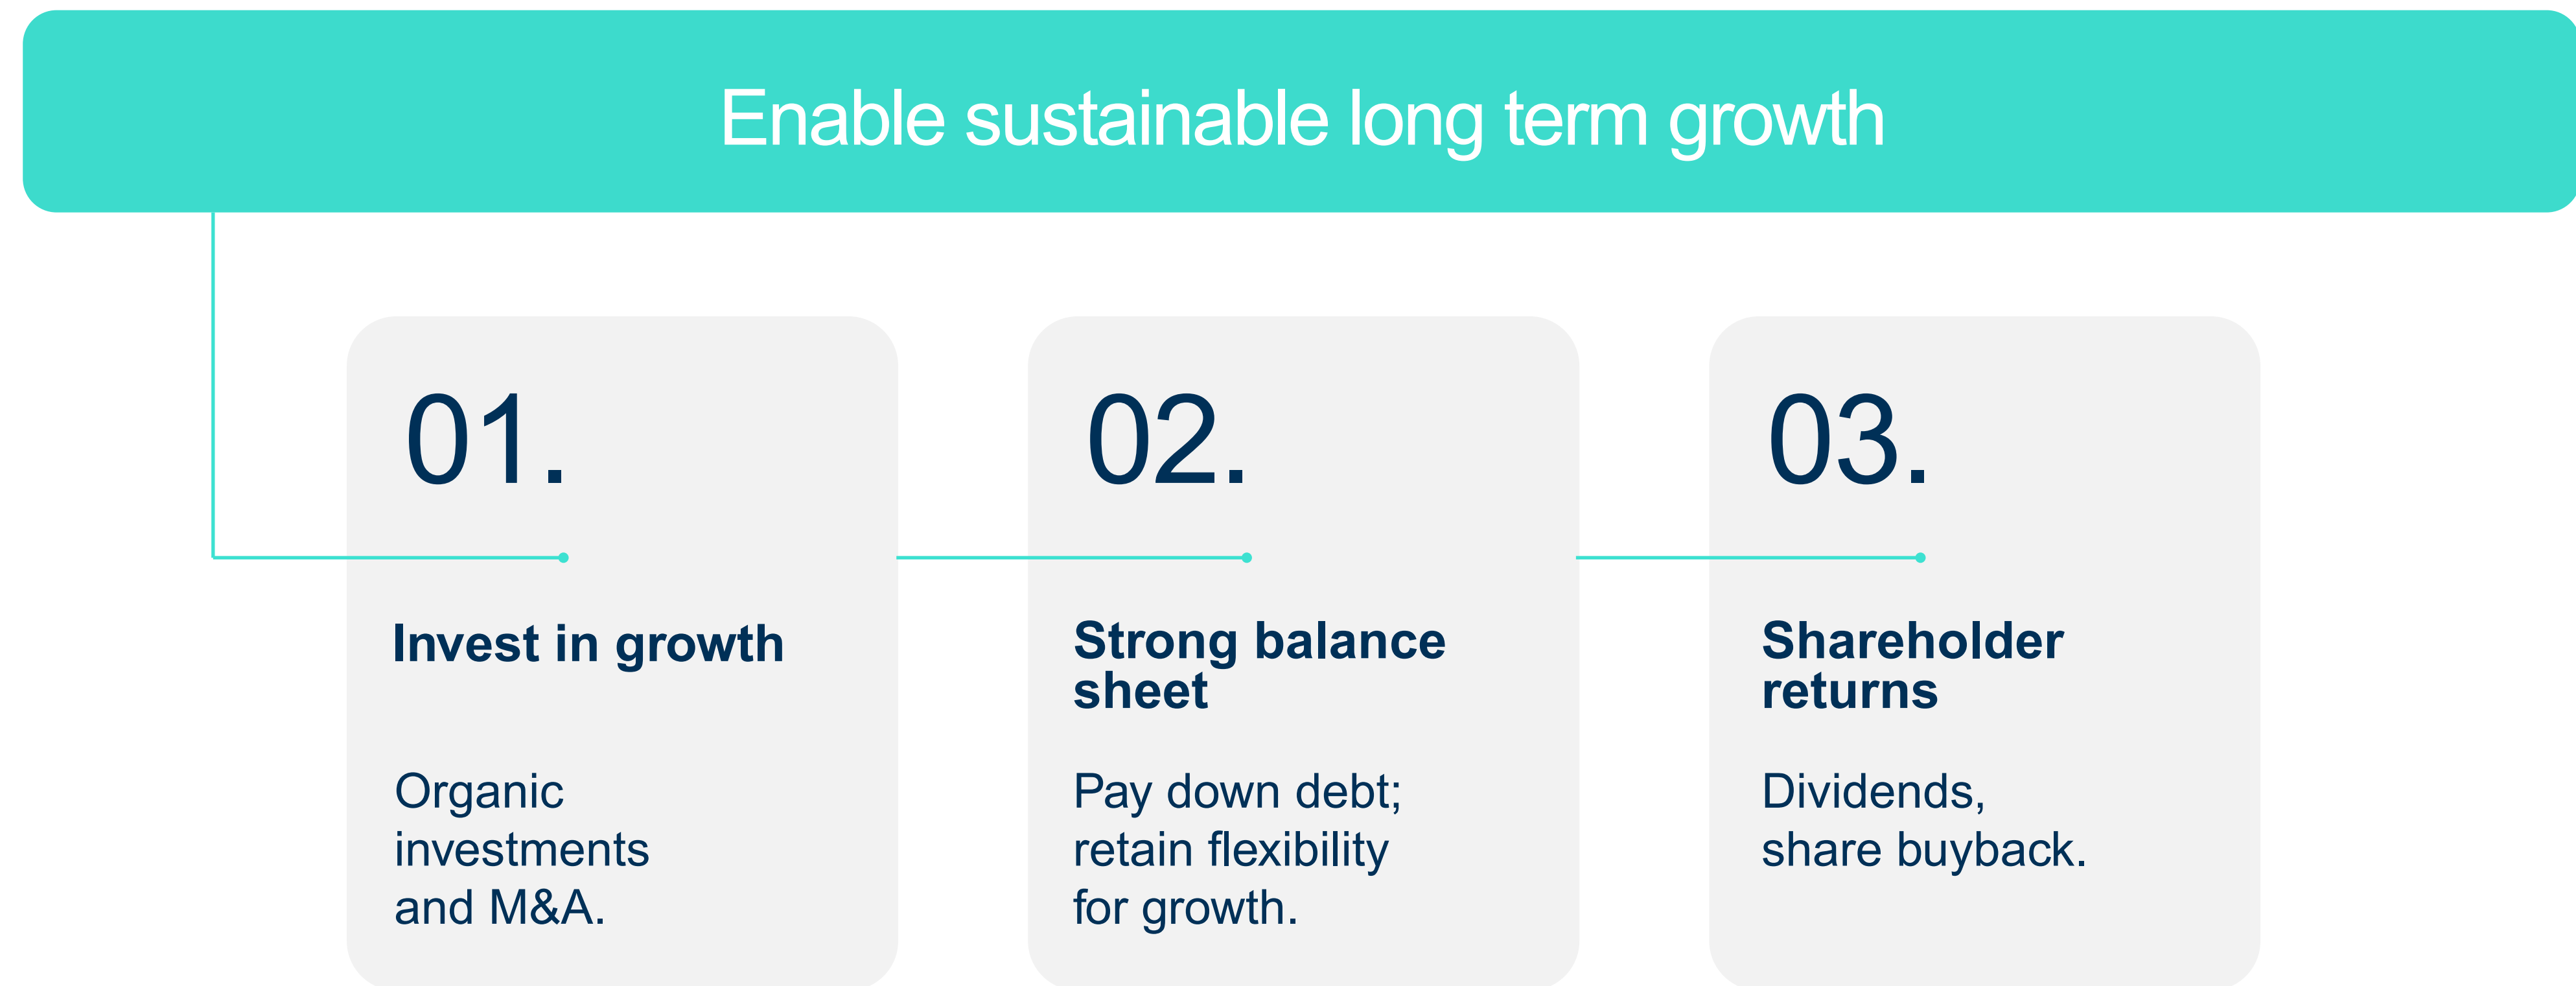 Enable sustainable long term growth
01.
Invest in growth
Organic
investments
and M&A.
02.
Strong balance
sheet
Pay down debt;
retain flexibility
for growth.
03.
Shareholder
returns
Dividends,
share buyback.